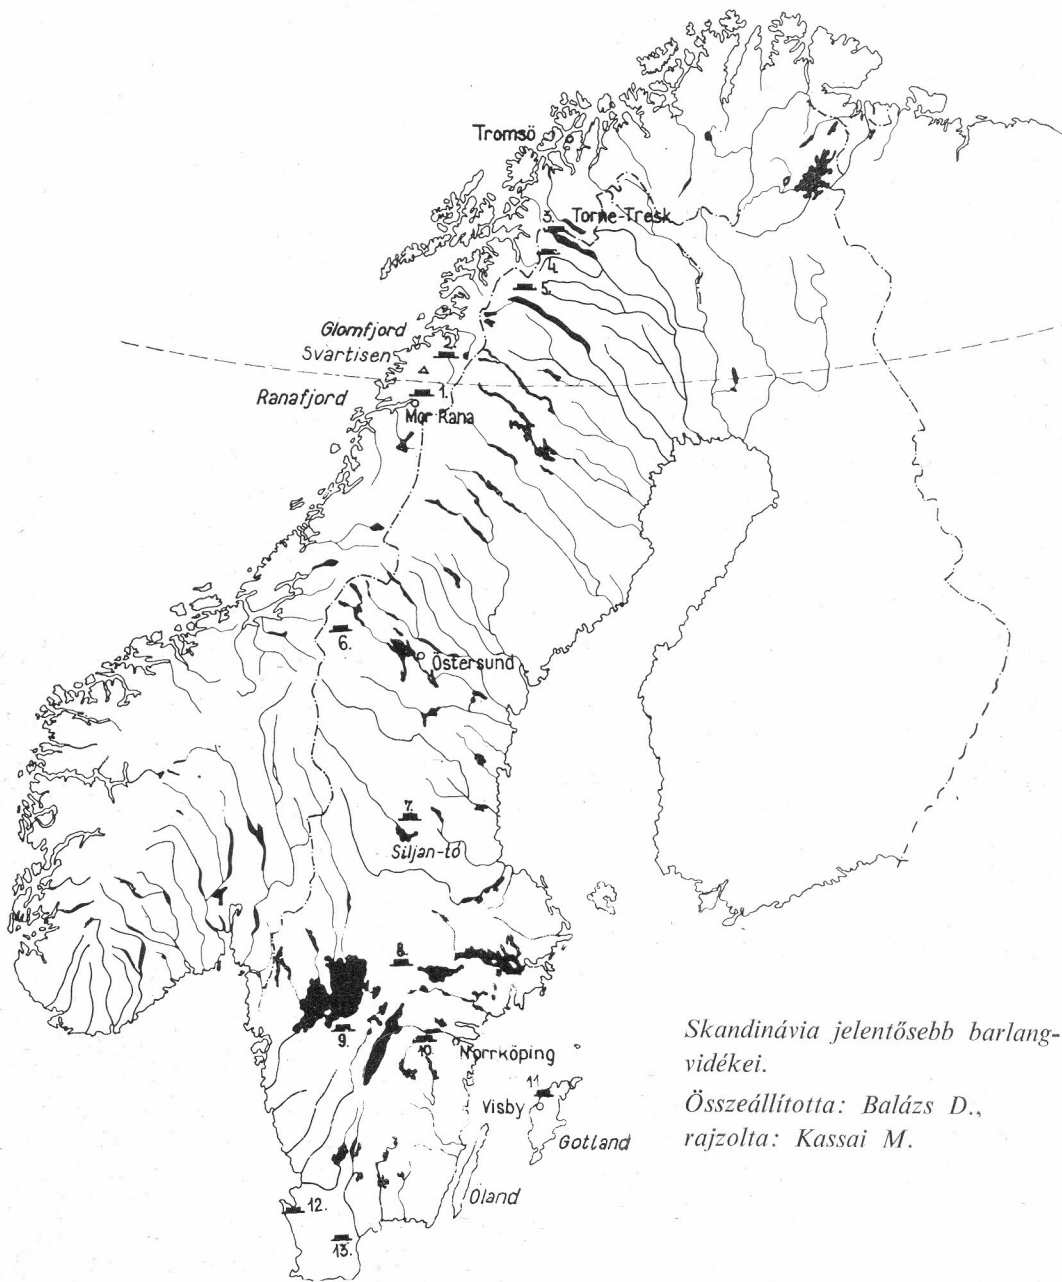 Tromsö
3. Torne-Tresk
4.
5.
Glomfjord
2.
Svartisen
Ranafjord
1.
Mor Rana
6.
Östersund
7.
Siljan-tó
8.
9.
10.
Norrköping
11
Visby
Gotland
Öland
12.
13.
Skandinávia jelentősebb barlang-
vidékei.
Összeállította: Balázs D.,
rajzolta: Kassai M.